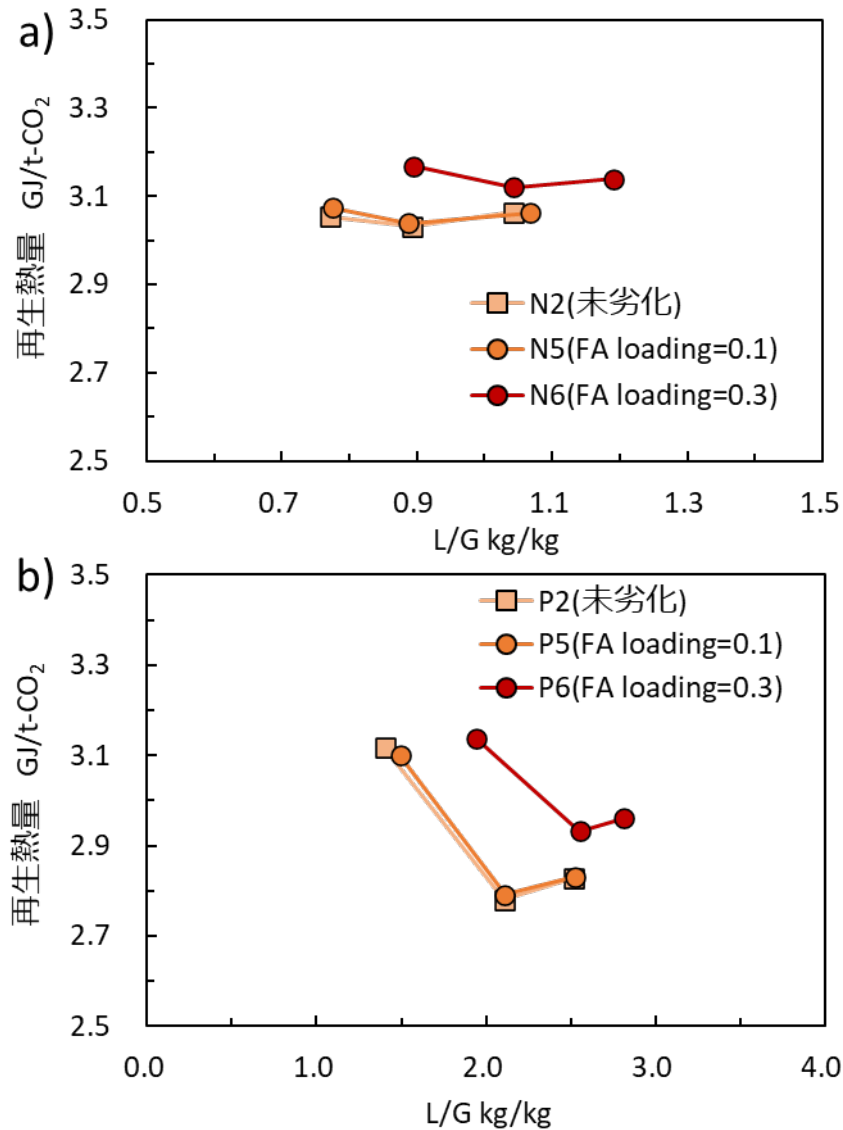 a)
3.5
3.3
3.1
2.9
2.7
2.5
再生熱量 GJ/t-CO₂
N2(未劣化)
N5(FA loading=0.1)
N6(FA loading=0.3)
0.5 0.7 0.9 1.1 1.3 1.5
L/G kg/kg
b)
3.5
3.3
3.1
2.9
2.7
2.5
再生熱量 GJ/t-CO₂
P2(未劣化)
P5(FA loading=0.1)
P6(FA loading=0.3)
0.0 1.0 2.0 3.0 4.0
L/G kg/kg